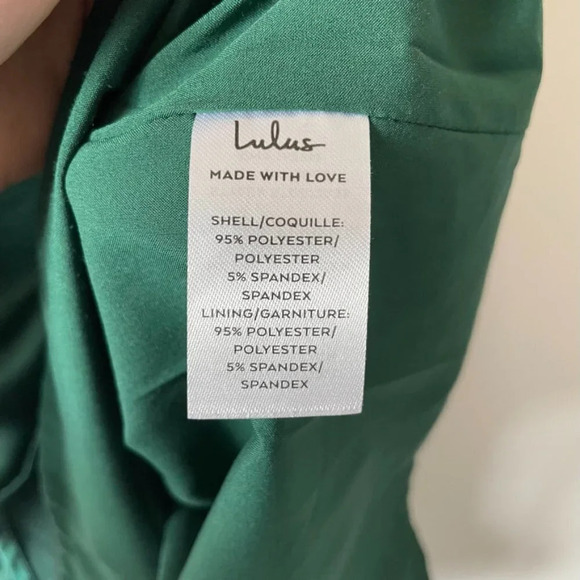 Lulus
MADE WITH LOVE
SHELL/COQUILLE:
95% POLYESTER/
POLYESTER
5% SPANDEX/
SPANDEX
LINING/GARNITURE:
95% POLYESTER/
POLYESTER
5% SPANDEX/
SPANDEX